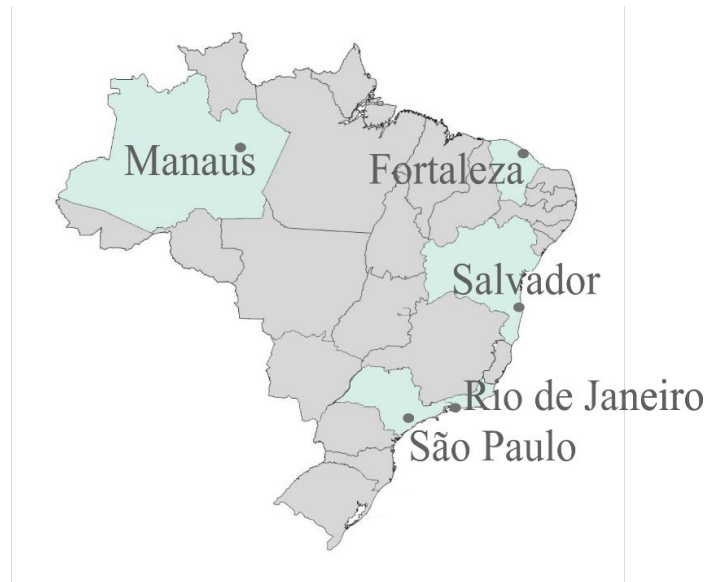 Manaus
Fortaleza
Salvador
Rio de Janeiro
São Paulo